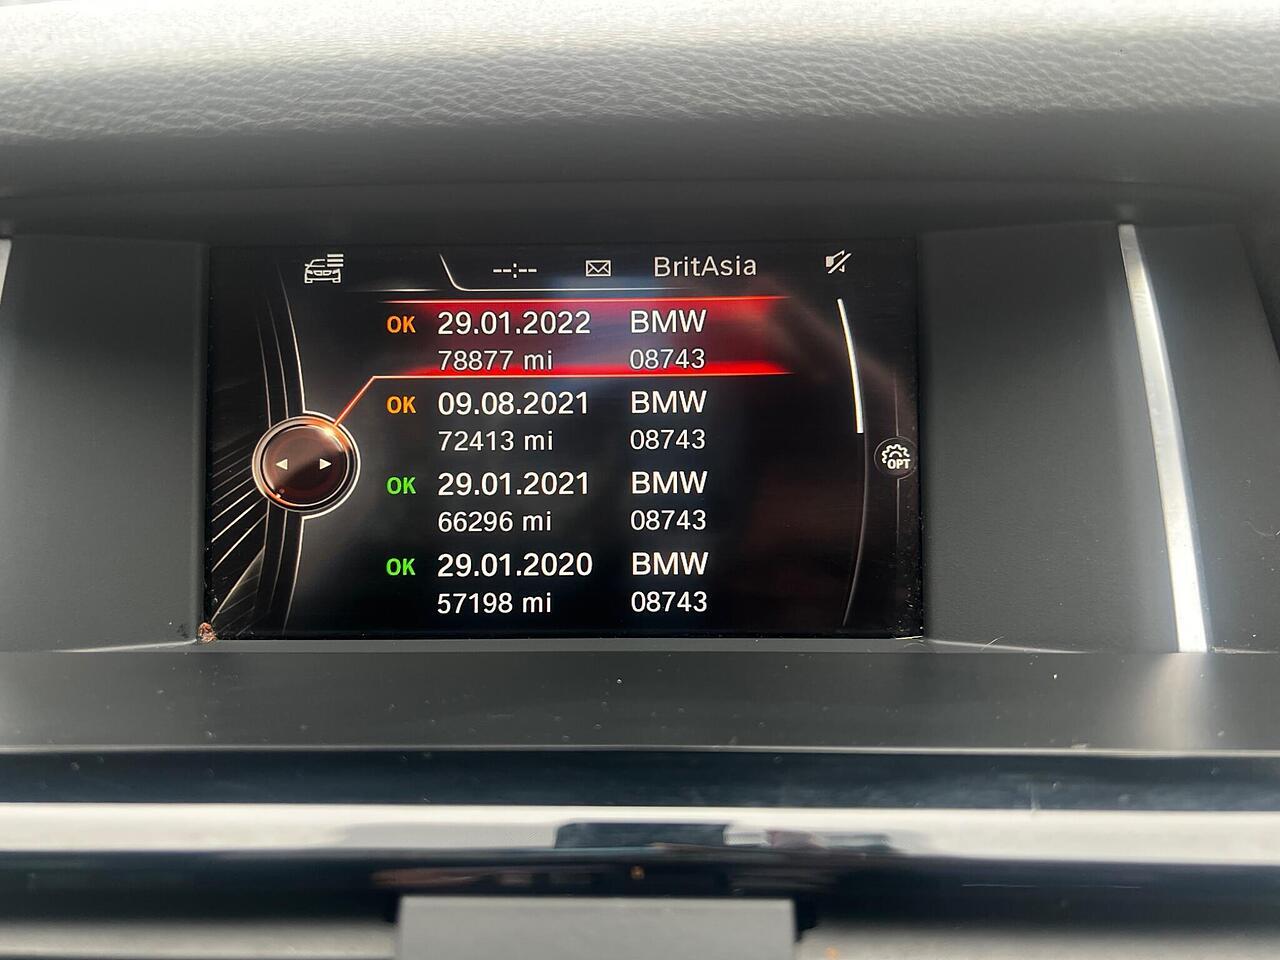 --:-- BritAsia
OK 29.01.2022 BMW
78877 mi 08743
OK 09.08.2021 BMW
72413 mi 08743
OK 29.01.2021 BMW
66296 mi 08743
OPT
OK 29.01.2020 BMW
57198 mi 08743